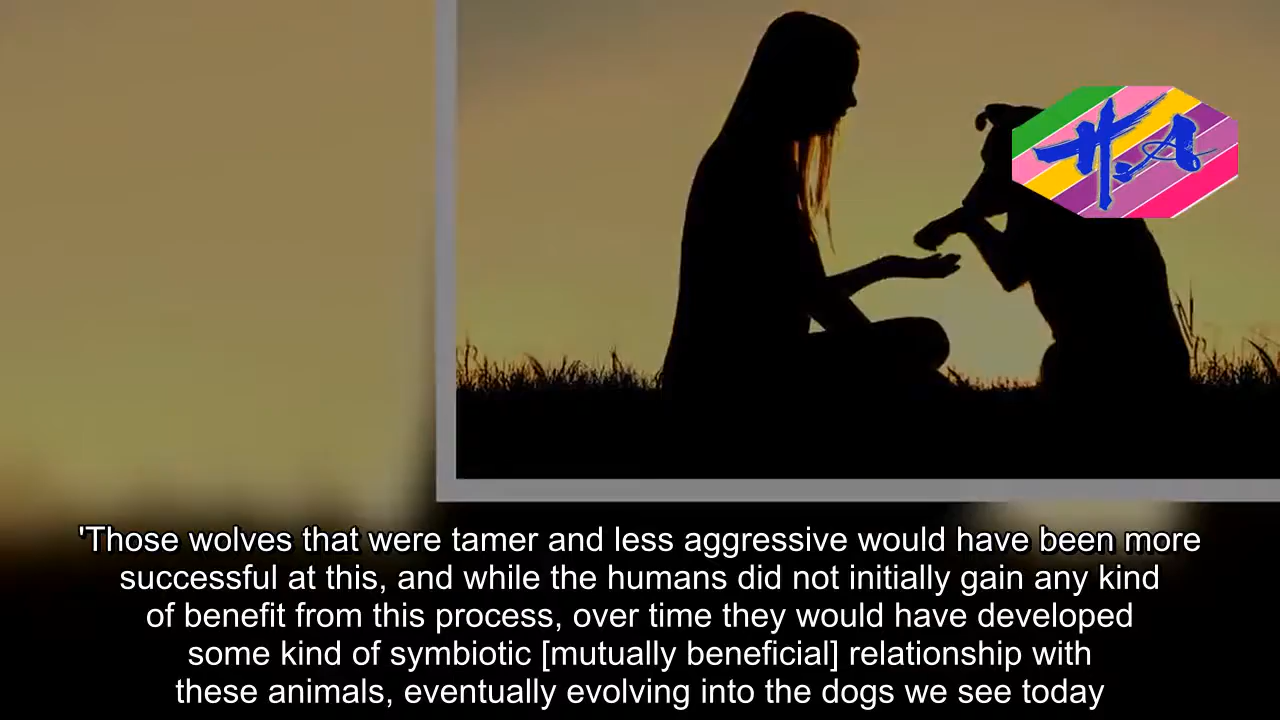 H.A
'Those wolves that were tamer and less aggressive would have been more
successful at this, and while the humans did not initially gain any kind
of benefit from this process, over time they would have developed
some kind of symbiotic [mutually beneficial] relationship with
these animals, eventually evolving into the dogs we see today